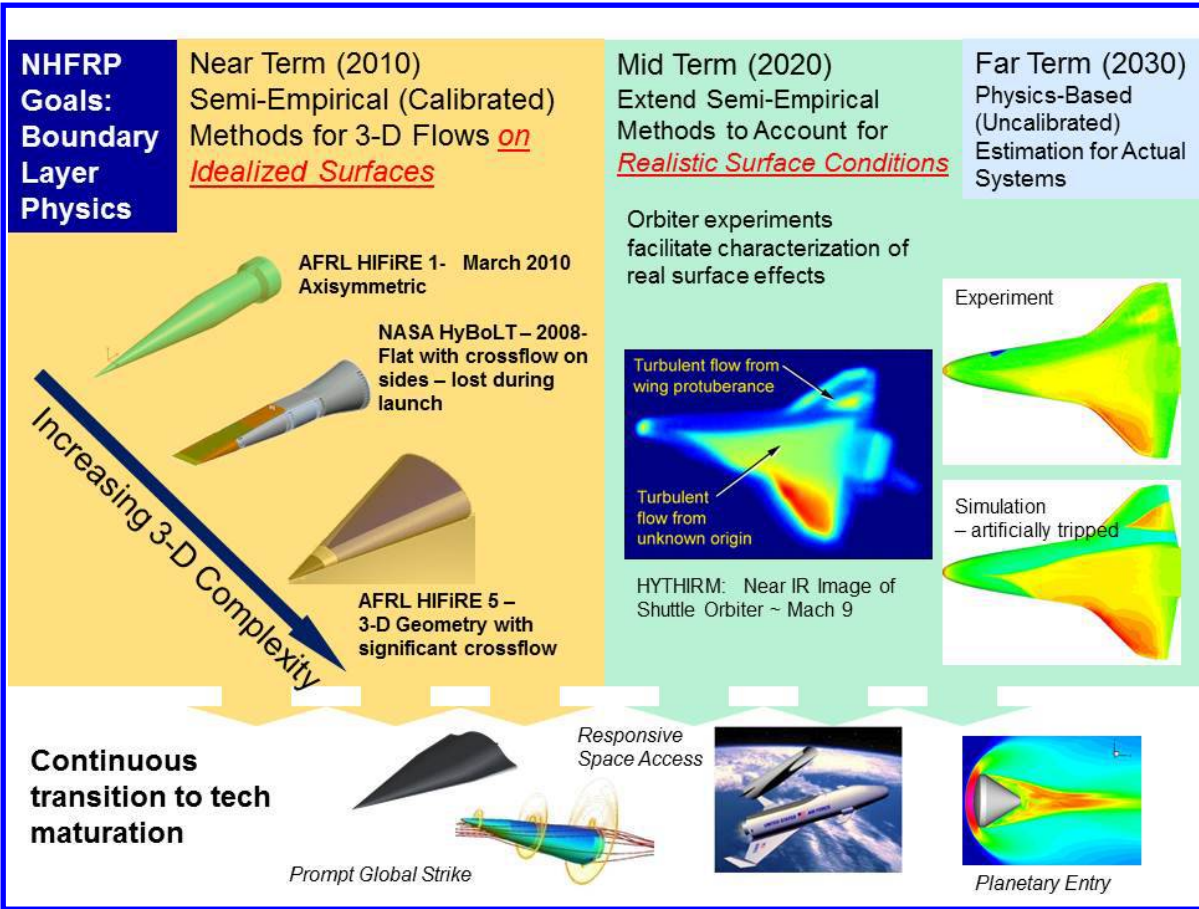 NHFRP
Goals:
Boundary
Layer
Physics
Near Term (2010)
Semi-Empirical (Calibrated)
Methods for 3-D Flows on
Idealized Surfaces
Mid Term (2020)
Extend Semi-Empirical
Methods to Account for
Realistic Surface Conditions
Far Term (2030)
Physics-Based
(Uncalibrated)
Estimation for Actual
Systems
AFRL HIFiRE 1- March 2010
Axisymmetric
NASA HyBoLT – 2008-
Flat with crossflow on
sides – lost during
launch
AFRL HIFiRE 5 –
3-D Geometry with
significant crossflow
Increasing 3-D Complexity
Orbiter experiments
facilitate characterization of
real surface effects
Turbulent flow from
wing protuberance
Turbulent
flow from
unknown origin
HYTHIRM: Near IR Image of
Shuttle Orbiter ~ Mach 9
Experiment
Simulation
– artificially tripped
Continuous
transition to tech
maturation
Prompt Global Strike
Responsive
Space Access
UNITED STATES AIR FORCE
Planetary Entry